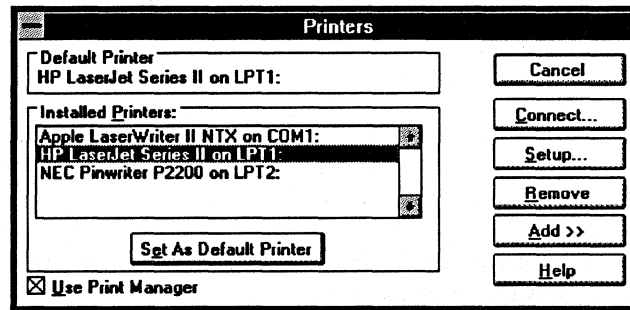 Printers
Default Printer
HP LaserJet Series II on LPT1:
Installed Printers:
Apple LaserWriter II NTX on COM1:
HP LaserJet Series II on LPT1:
NEC Pinwriter P2200 on LPT2:
Set As Default Printer
Use Print Manager
Cancel
Connect...
Setup...
Remove
Add >>
Help